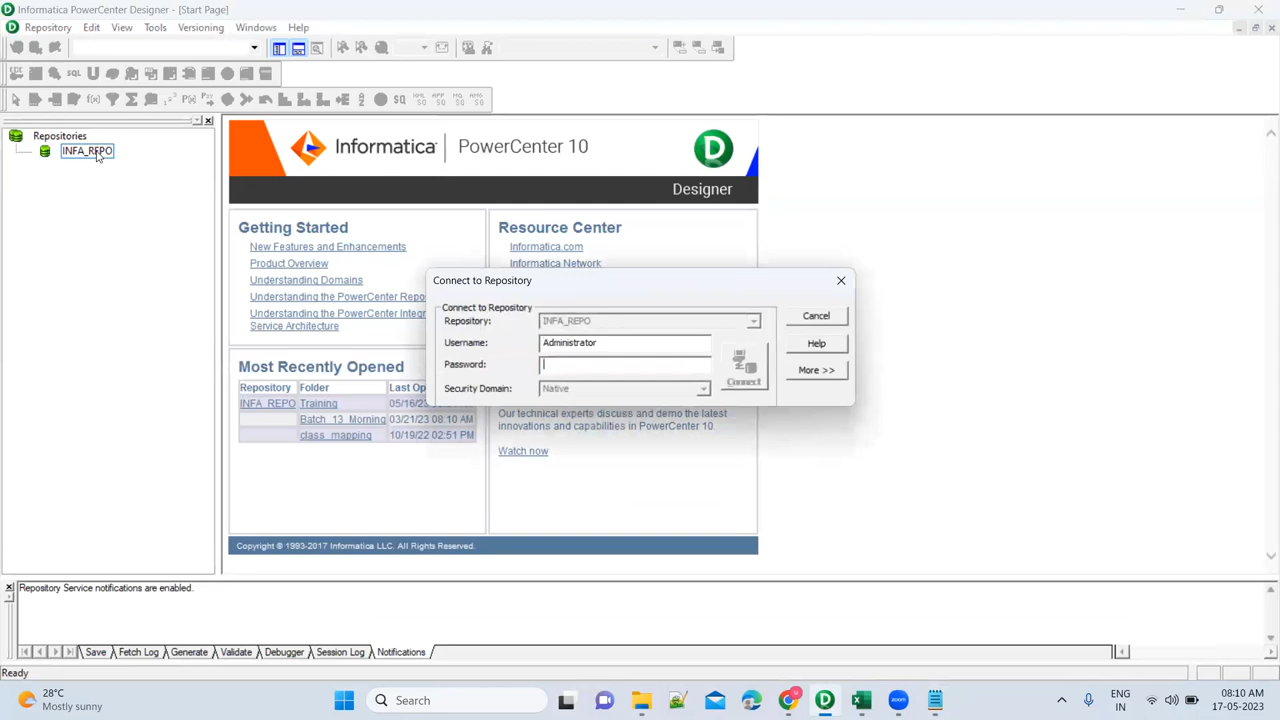 Informatica PowerCenter Designer - [Start Page]
Repository Edit View Tools Versioning Windows Help
SQL
SQ
Repositories
INFA_REPO
Informatica PowerCenter 10
D
Designer
Getting Started
New Features and Enhancements
Product Overview
Understanding Domains
Understanding the PowerCenter Repo
Understanding the PowerCenter Integ
Service Architecture
Resource Center
Informatica.com
Informatica Network
Connect to Repository
Connect to Repository
Repository: INFA_REPO
Username: Administrator
Password:
Security Domain: Native
Connect
Cancel
Help
More >>
Most Recently Opened
Repository Folder Last Op
INFA_REPO Training 05/16/23
Batch_13_Morning 03/21/23 08:10 AM
class_mapping 10/19/22 02:51 PM
Our technical experts discuss and demo the latest
innovations and capabilities in PowerCenter 10.
Watch now
Copyright © 1993-2017 Informatica LLC. All Rights Reserved.
Repository Service notifications are enabled.
Save Fetch Log Generate Validate Debugger Session Log Notifications
Ready
28°C
Mostly sunny
Search
ENG
IN
08:10 AM
17-05-2023